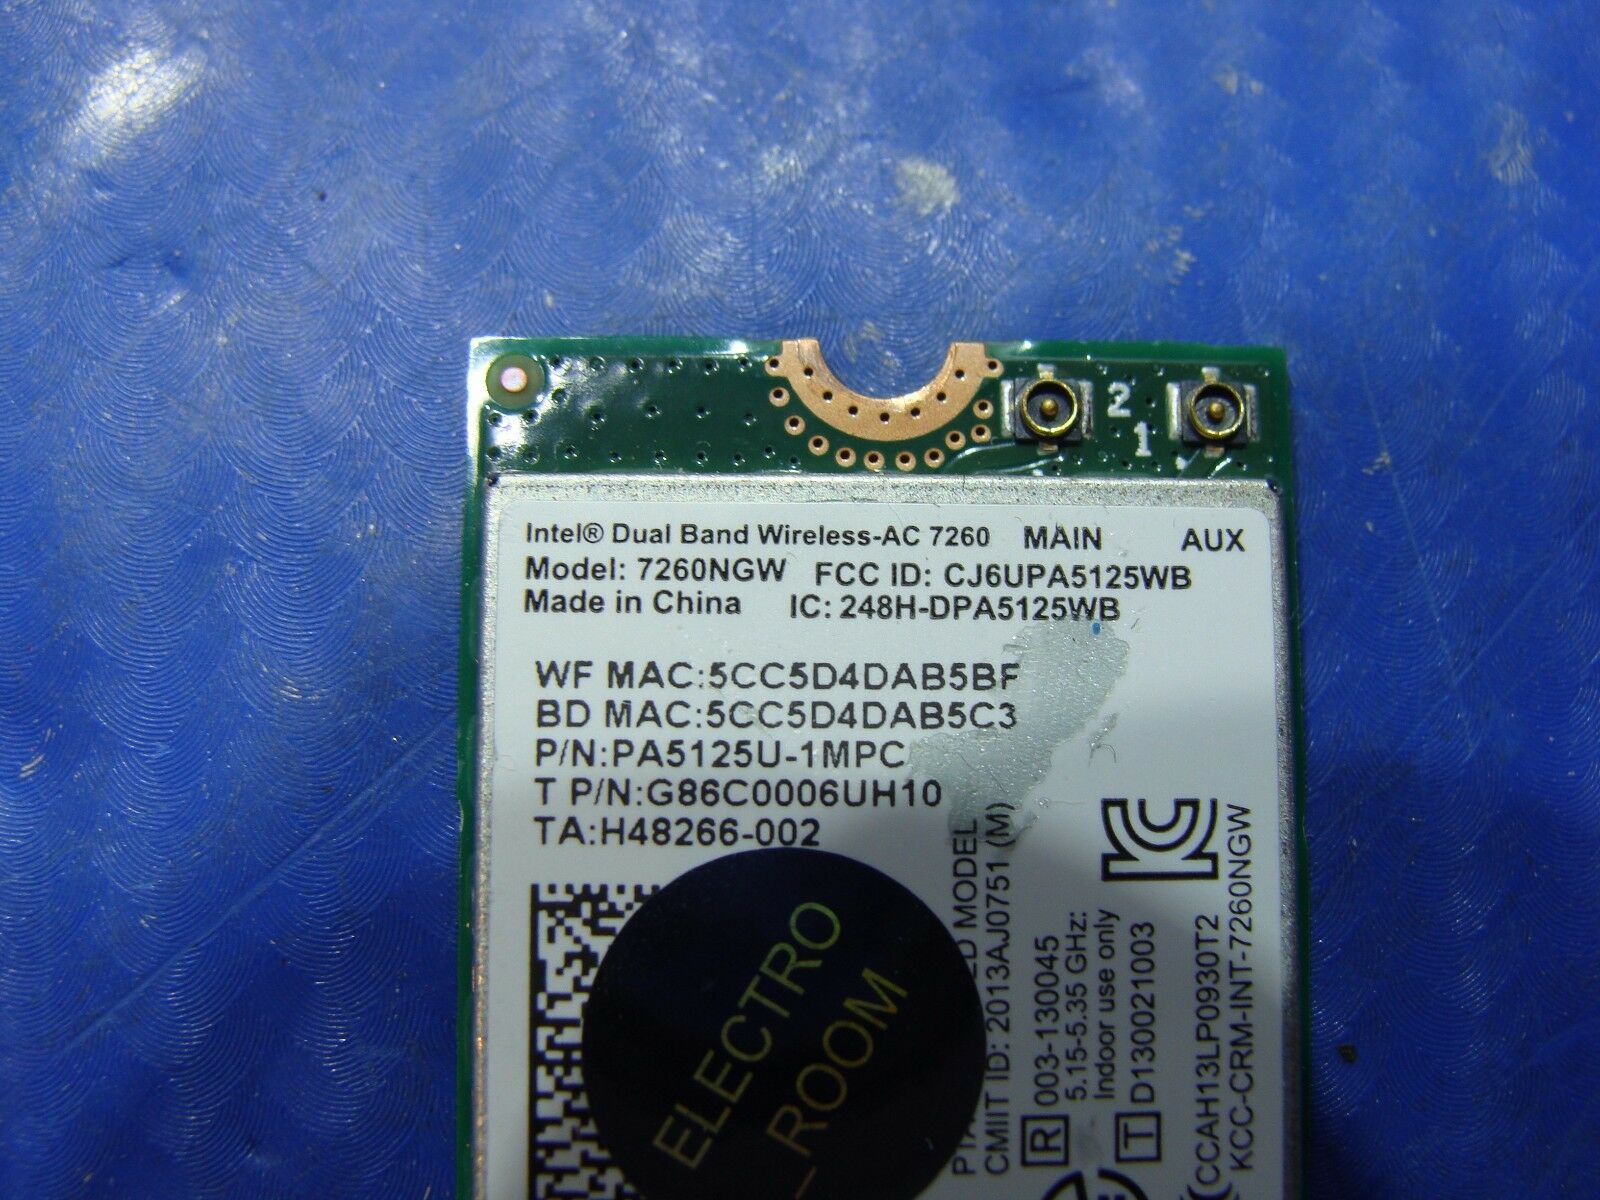 2
1
Intel® Dual Band Wireless-AC 7260 MAIN AUX
Model: 7260NGW FCC ID: CJ6UPA5125WB
Made in China IC: 248H-DPA5125WB
WF MAC:5CC5D4DAB5BF
BD MAC:5CC5D4DAB5C3
P/N:PA5125U-1MPC
T P/N:G86C0006UH10
TA:H48266-002
ELECTRO
_ROOM
MODEL
CMIIT ID: 2013AJ0751 (M)
R 003-130045
5.15-5.35 GHz:
Indoor use only
T D130021003
CCAH13LP0930T2
KCC-CRM-INT-7260NGW